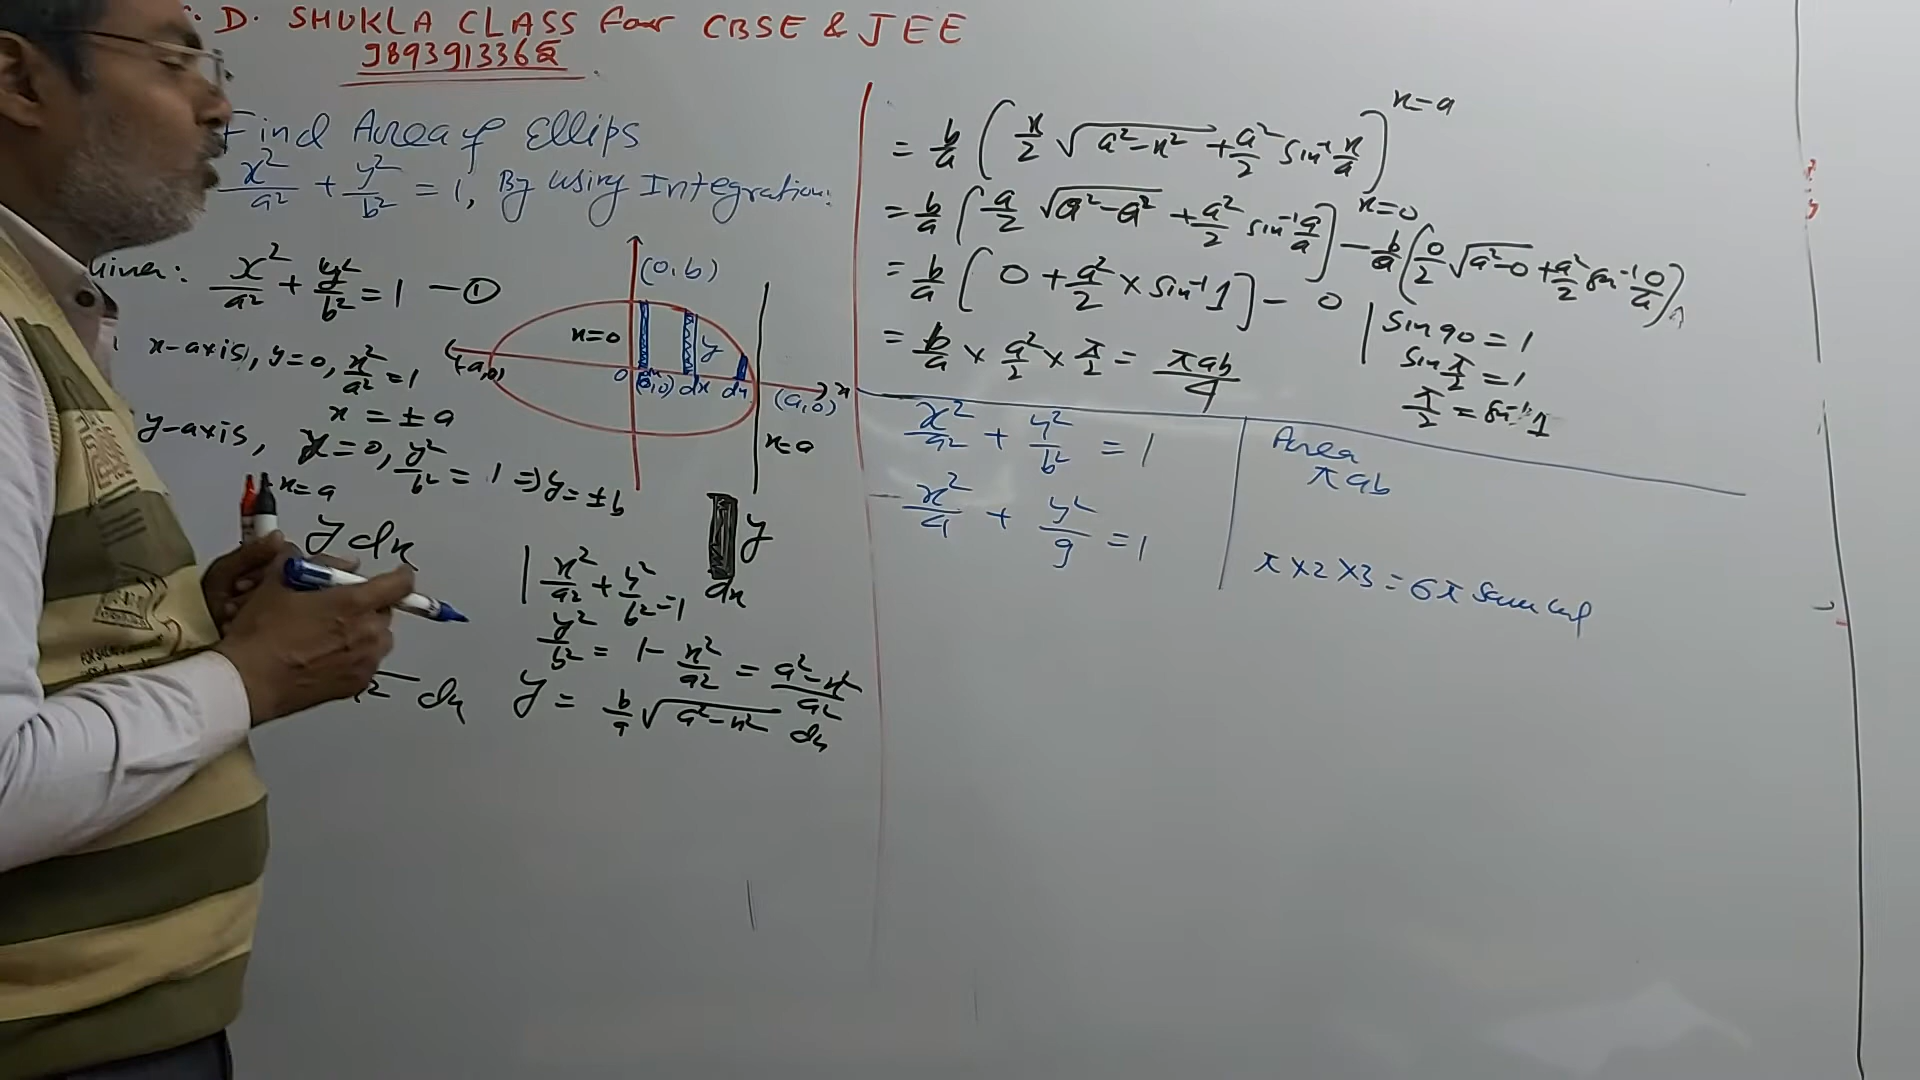 . D. SHUKLA CLASS for CBSE & JEE
9893913362
Find Area of Ellips
x²/a² + y²/b² = 1, By using Integration:
x²/a² + y²/b² = 1 — ①
x-axis, y=0, x²/a² = 1
x = ± a
y-axis, x=0, y²/b² = 1 ⇒ y = ± b
x=a
y dx
dx
(0, b)
x=0
y
(-a,0)
0
(0,0)
dx
dx
(a,0)
x
x=a
y
dx
x²/a² + y²/b² = 1
y²/b² = 1 - x²/a² = a²-x²/a²
y = b/a √a²-x² dx
= b/a ( x/2 √a²-x² + a²/2 sin⁻¹ x/a )
x=a
x=0
= b/a ( a/2 √a²-a² + a²/2 sin⁻¹ a/a ] - b/a ( 0/2 √a²-0 + a²/2 sin⁻¹ 0/a )
= b/a [ 0 + a²/2 × sin⁻¹ 1 ] - 0
= b/a × a²/2 × π/2 = πab/4
sin 90 = 1
sin π/2 = 1
π/2 = sin⁻¹ 1
x²/a² + y²/b² = 1
Area
πab
x²/4 + y²/9 = 1
π×2×3 = 6π